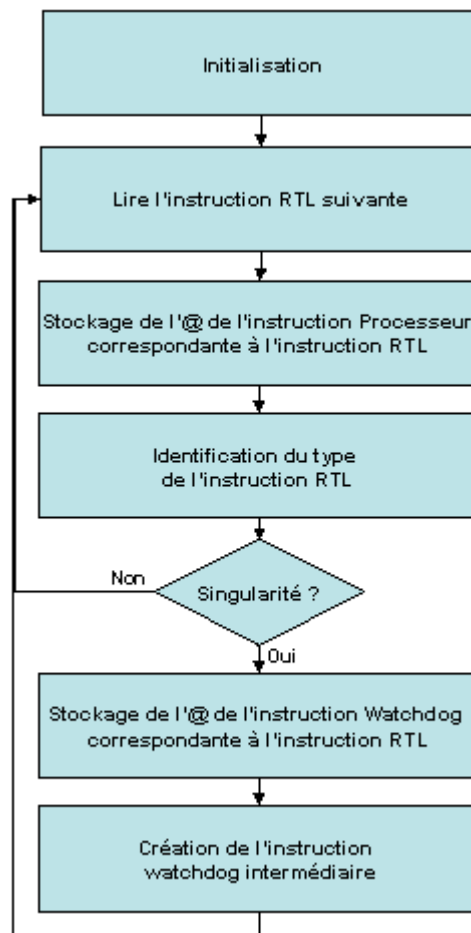 Initialisation
Lire l'instruction RTL suivante
Stockage de l'@ de l'instruction Processeur
correspondante à l'instruction RTL
Identification du type
de l'instruction RTL
Non
Singularité ?
Oui
Stockage de l'@ de l'instruction Watchdog
correspondante à l'instruction RTL
Création de l'instruction
watchdog intermédiaire